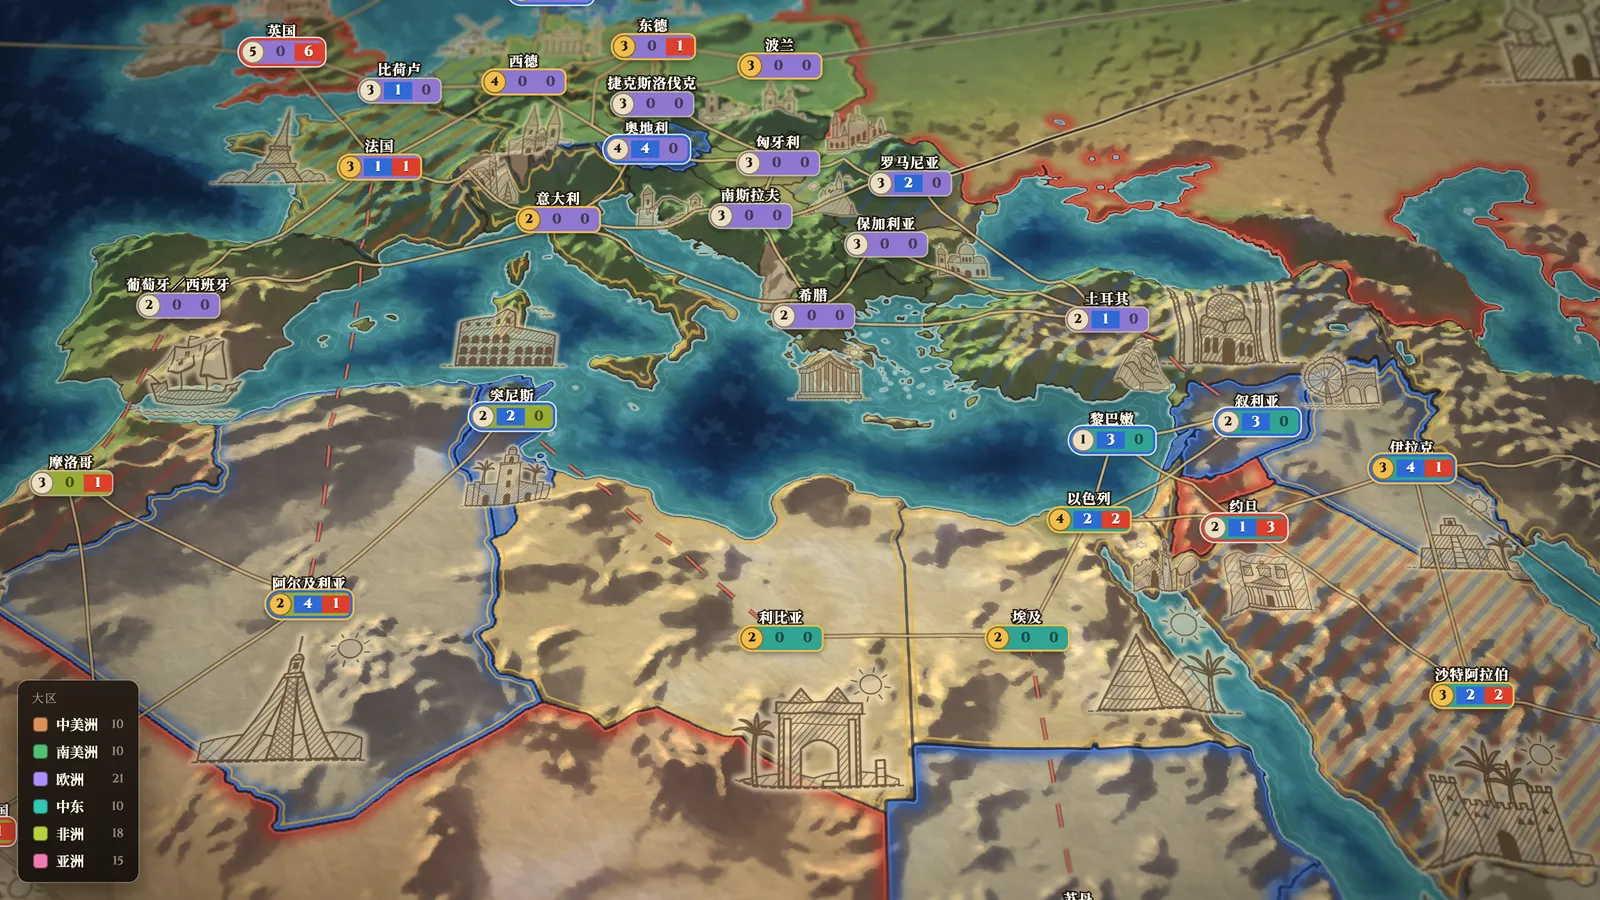 英国
5 0 6
东德
3 0 1
波兰
3 0 0
西德
4 0 0
比荷卢
3 1 0
捷克斯洛伐克
3 0 0
奥地利
4 4 0
匈牙利
3 0 0
法国
3 1 1
罗马尼亚
3 2 0
意大利
2 0 0
南斯拉夫
3 0 0
保加利亚
3 0 0
葡萄牙／西班牙
2 0 0
希腊
2 0 0
土耳其
2 1 0
突尼斯
2 2 0
黎巴嫩
1 3 0
叙利亚
2 3 0
摩洛哥
3 0 1
伊拉克
3 4 1
以色列
4 2 2
约旦
2 1 3
阿尔及利亚
2 4 1
利比亚
2 0 0
埃及
2 0 0
沙特阿拉伯
3 2 2
大区
中美洲 10
南美洲 10
欧洲 21
中东 10
非洲 18
亚洲 15
国
苏丹